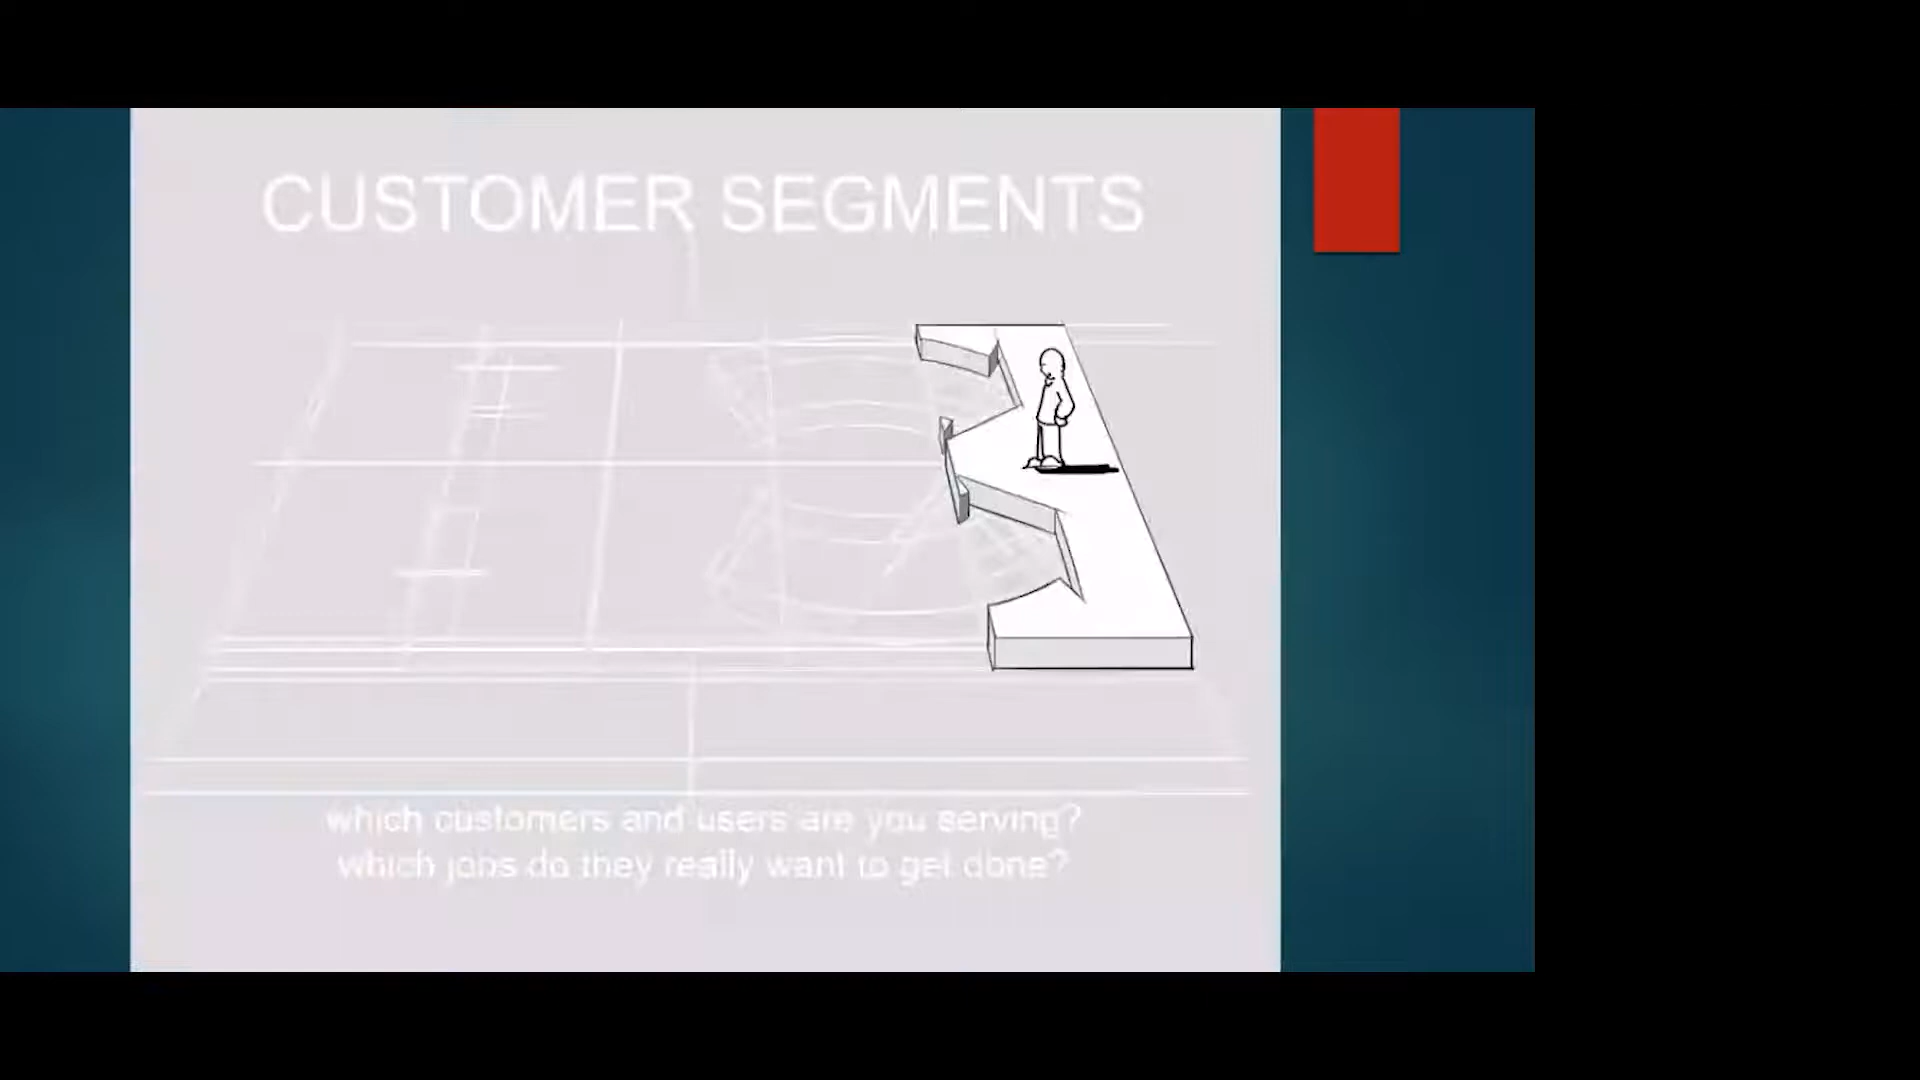 CUSTOMER SEGMENTS
which customers and users are you serving?
which jobs do they really want to get done?